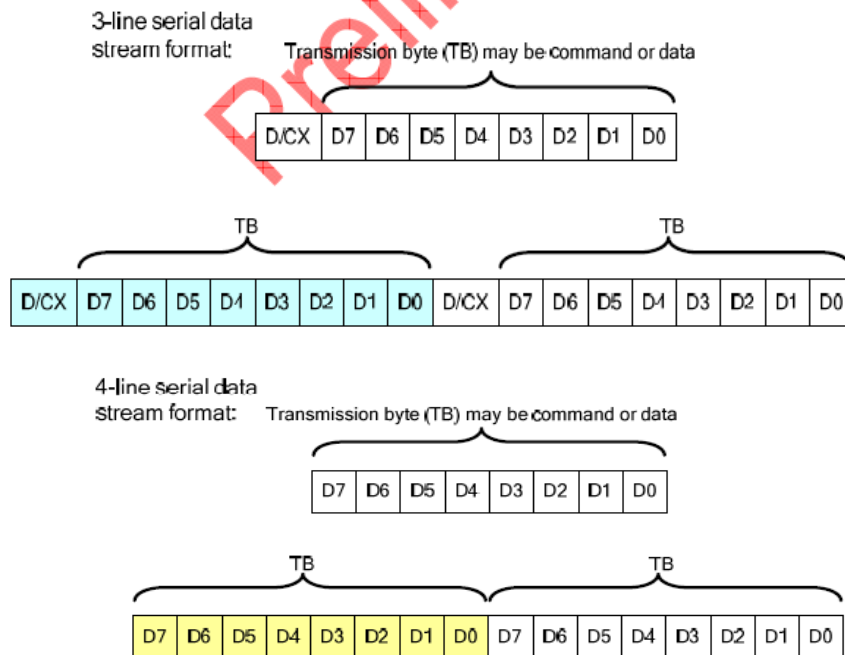 3-line serial data
stream format: Transmission byte (TB) may be command or data
D/CX D7 D6 D5 D4 D3 D2 D1 D0
TB TB
D/CX D7 D6 D5 D4 D3 D2 D1 D0 D/CX D7 D6 D5 D4 D3 D2 D1 D0
4-line serial data
stream format: Transmission byte (TB) may be command or data
D7 D6 D5 D4 D3 D2 D1 D0
TB TB
D7 D6 D5 D4 D3 D2 D1 D0 D7 D6 D5 D4 D3 D2 D1 D0